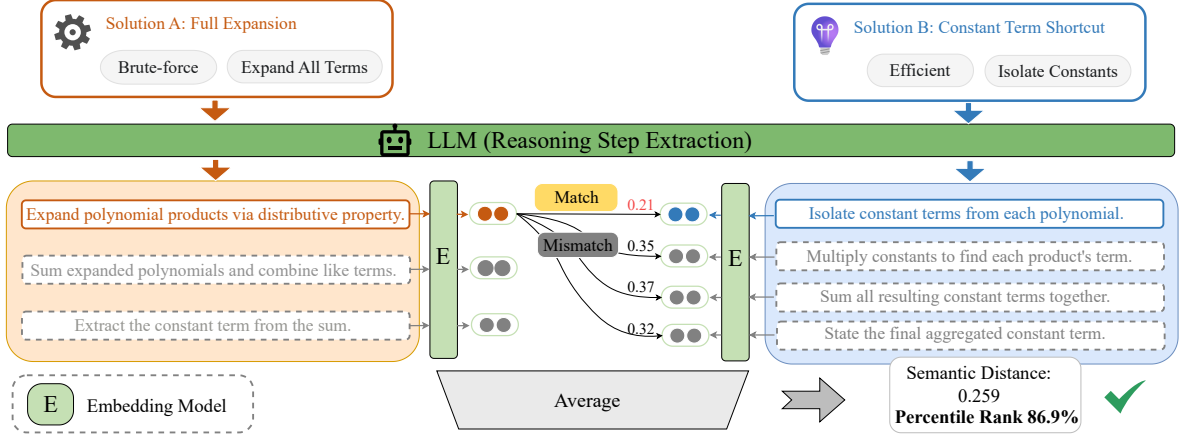 Solution A: Full Expansion
Brute-force
Expand All Terms
Solution B: Constant Term Shortcut
Efficient
Isolate Constants
LLM (Reasoning Step Extraction)
Expand polynomial products via distributive property.
Sum expanded polynomials and combine like terms.
Extract the constant term from the sum.
E
Match
Mismatch
0.21
0.35
0.37
0.32
E
Isolate constant terms from each polynomial.
Multiply constants to find each product's term.
Sum all resulting constant terms together.
State the final aggregated constant term.
E
Embedding Model
Average
Semantic Distance:
0.259
Percentile Rank 86.9%